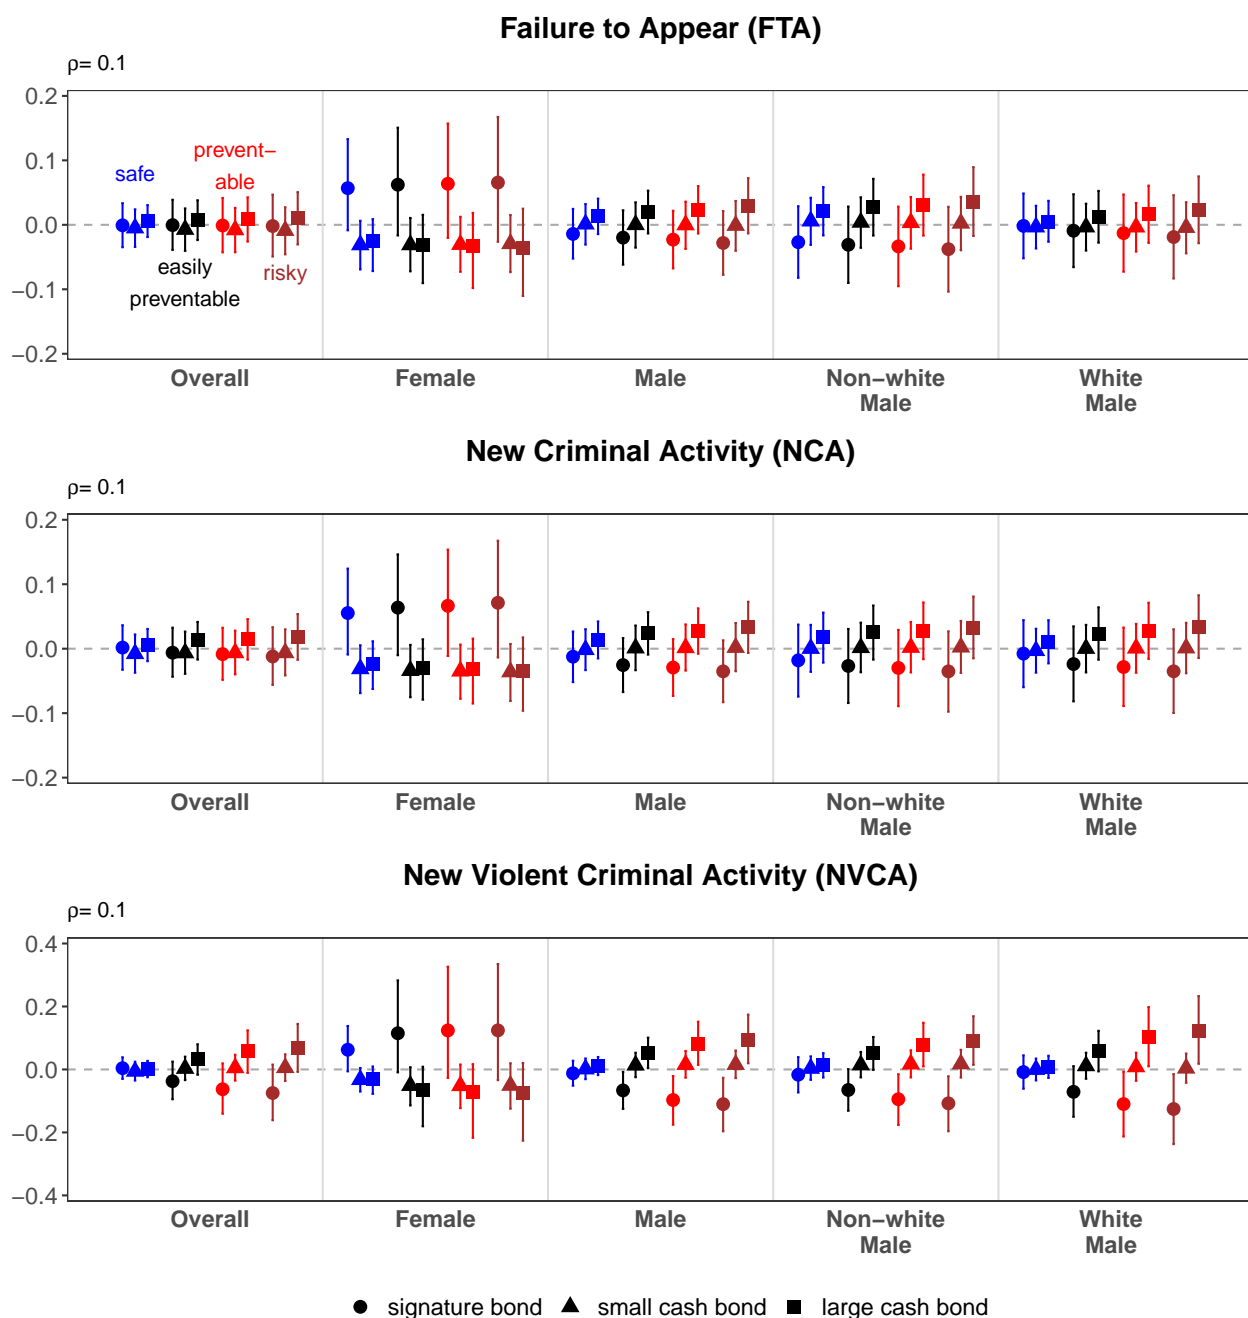 Failure to Appear (FTA)
ρ= 0.1
0.2
0.1
0.0
−0.1
−0.2
safe
prevent−
able
easily
preventable
risky
Overall
Female
Male
Non−white
Male
White
Male
New Criminal Activity (NCA)
ρ= 0.1
0.2
0.1
0.0
−0.1
−0.2
Overall
Female
Male
Non−white
Male
White
Male
New Violent Criminal Activity (NVCA)
ρ= 0.1
0.4
0.2
0.0
−0.2
−0.4
Overall
Female
Male
Non−white
Male
White
Male
signature bond
small cash bond
large cash bond